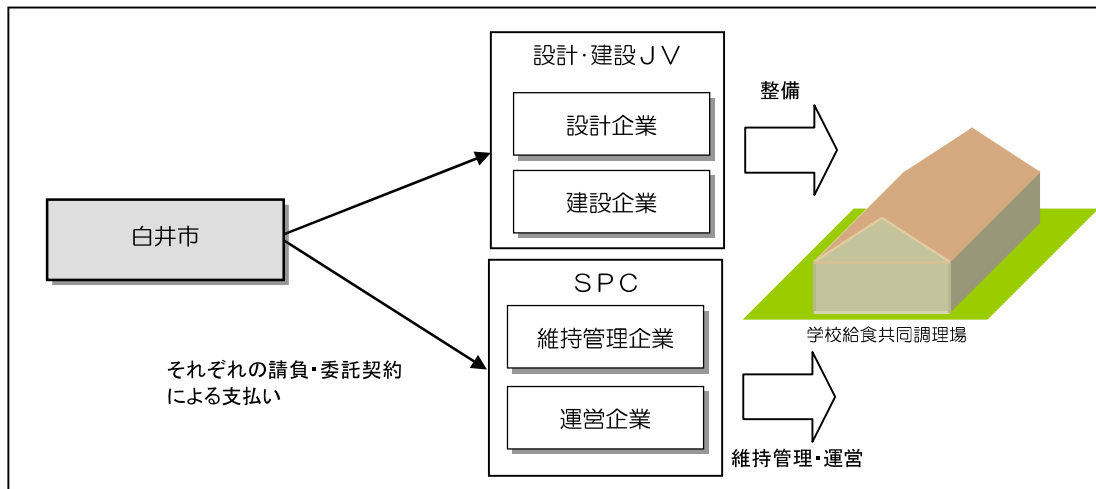 白井市
それぞれの請負・委託契約
による支払い
設計・建設ＪＶ
設計企業
建設企業
ＳＰＣ
維持管理企業
運営企業
整備
学校給食共同調理場
維持管理・運営